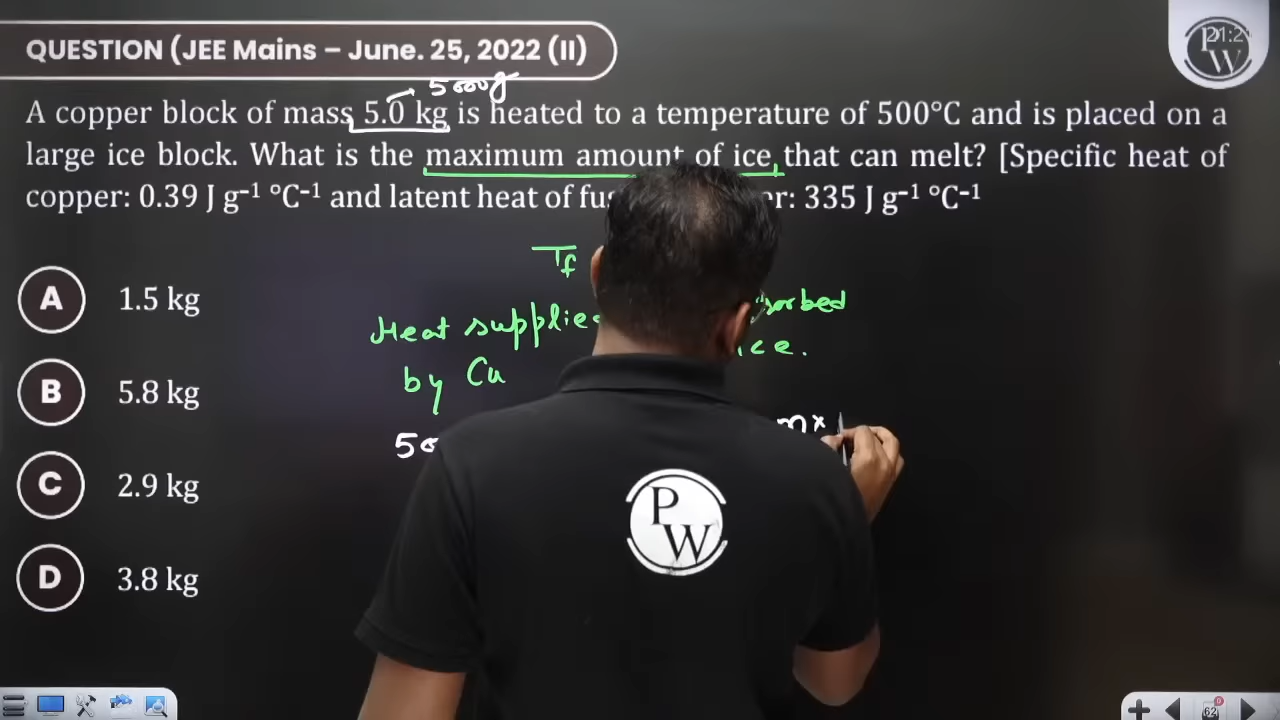 QUESTION (JEE Mains – June. 25, 2022 (II)
5000g
A copper block of mass 5.0 kg is heated to a temperature of 500°C and is placed on a
large ice block. What is the maximum amount of ice that can melt? [Specific heat of
copper: 0.39 J g⁻¹ °C⁻¹ and latent heat of fus r: 335 J g⁻¹ °C⁻¹
Tf
A 1.5 kg
Heat supplie sorbed
by Cu ice.
B 5.8 kg
50 m×
C 2.9 kg
D 3.8 kg
P
W
62